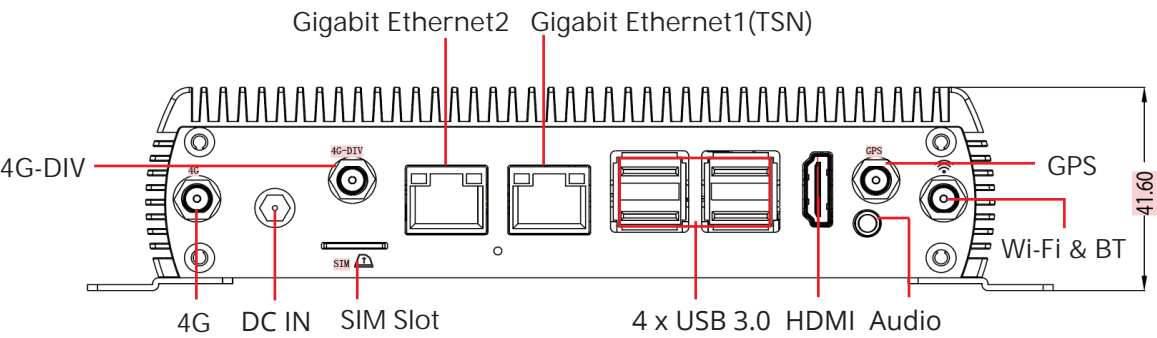 Gigabit Ethernet2 Gigabit Ethernet1(TSN)
4G-DIV
4G-DIV
4G
GPS
GPS
41.60
Wi-Fi & BT
SIM
4G DC IN SIM Slot 4 x USB 3.0 HDMI Audio